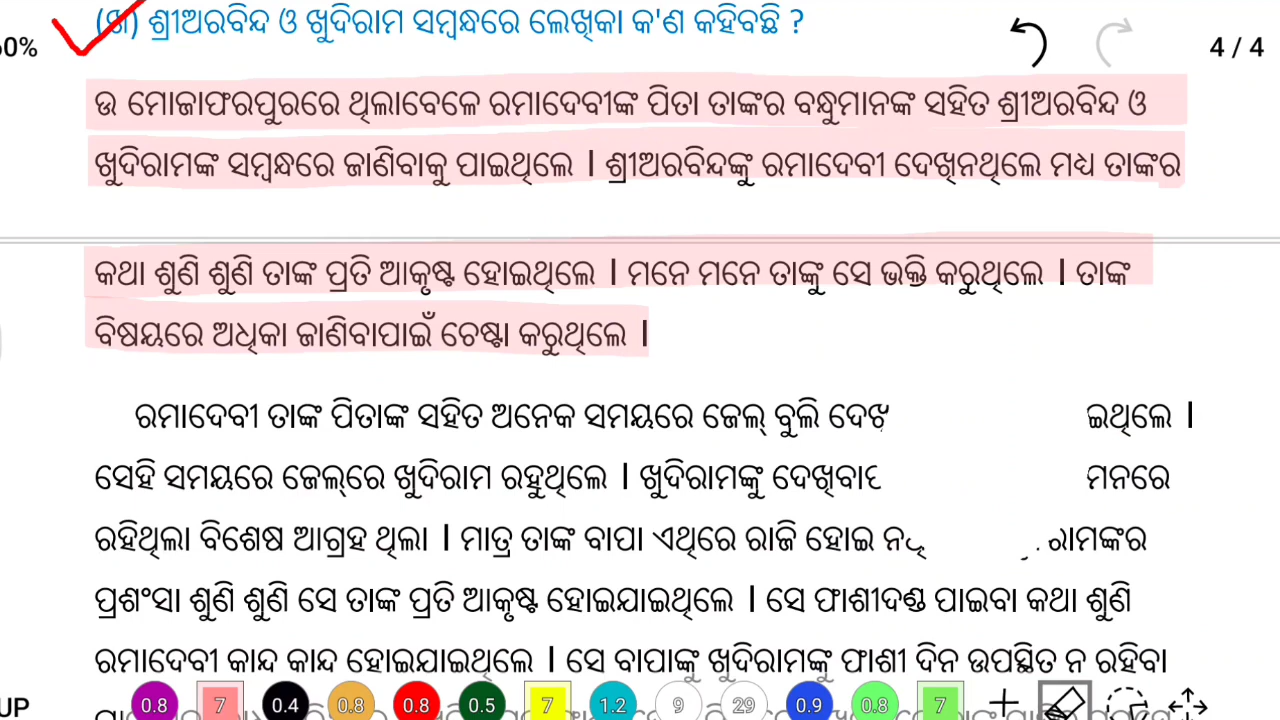 (ଖ) ଶ୍ରୀଅରବିନ୍ଦ ଓ ଖୁଦିରାମ ସମ୍ବନ୍ଧରେ ଲେଖିକା କ'ଣ କହିବଛି ?
0%
4 / 4
ଉ ମୋଜାଫରପୁରରେ ଥିଲାବେଳେ ରମାଦେବୀଙ୍କ ପିତା ତାଙ୍କର ବନ୍ଧୁମାନଙ୍କ ସହିତ ଶ୍ରୀଅରବିନ୍ଦ ଓ
ଖୁଦିରାମଙ୍କ ସମ୍ବନ୍ଧରେ ଜାଣିବାକୁ ପାଇଥିଲେ । ଶ୍ରୀଅରବିନ୍ଦଙ୍କୁ ରମାଦେବୀ ଦେଖିନଥିଲେ ମଧ୍ୟ ତାଙ୍କର
କଥା ଶୁଣି ଶୁଣି ତାଙ୍କ ପ୍ରତି ଆକୃଷ୍ଟ ହୋଇଥିଲେ । ମନେ ମନେ ତାଙ୍କୁ ସେ ଭକ୍ତି କରୁଥିଲେ । ତାଙ୍କ
ବିଷୟରେ ଅଧିକା ଜାଣିବାପାଇଁ ଚେଷ୍ଟା କରୁଥିଲେ ।
ରମାଦେବୀ ତାଙ୍କ ପିତାଙ୍କ ସହିତ ଅନେକ ସମୟରେ ଜେଲ୍ ବୁଲି ଇଥିଲେ ।
ସେହି ସମୟରେ ଜେଲ୍‌ରେ ଖୁଦିରାମ ରହୁଥିଲେ । ଖୁଦିରାମଙ୍କୁ ମନରେ
ରହିଥିଲା ବିଶେଷ ଆଗ୍ରହ ଥିଲା । ମାତ୍ର ତାଙ୍କ ବାପା ଏଥିରେ ରାଜି ହୋଇ ରାମଙ୍କର
ପ୍ରଶଂସା ଶୁଣି ଶୁଣି ସେ ତାଙ୍କ ପ୍ରତି ଆକୃଷ୍ଟ ହୋଇଯାଇଥିଲେ । ସେ ଫାଶୀଦଣ୍ଡ ପାଇବା କଥା ଶୁଣି
ରମାଦେବୀ କାନ୍ଦ କାନ୍ଦ ହୋଇଯାଇଥିଲେ । ସେ ବାପାଙ୍କୁ ଖୁଦିରାମଙ୍କୁ ଫାଶୀ ଦିନ ଉପସ୍ଥିତ ନ ରହିବା
UP 0.8 7 0.4 0.8 0.8 0.5 7 1.2 9 29 0.9 0.8 7